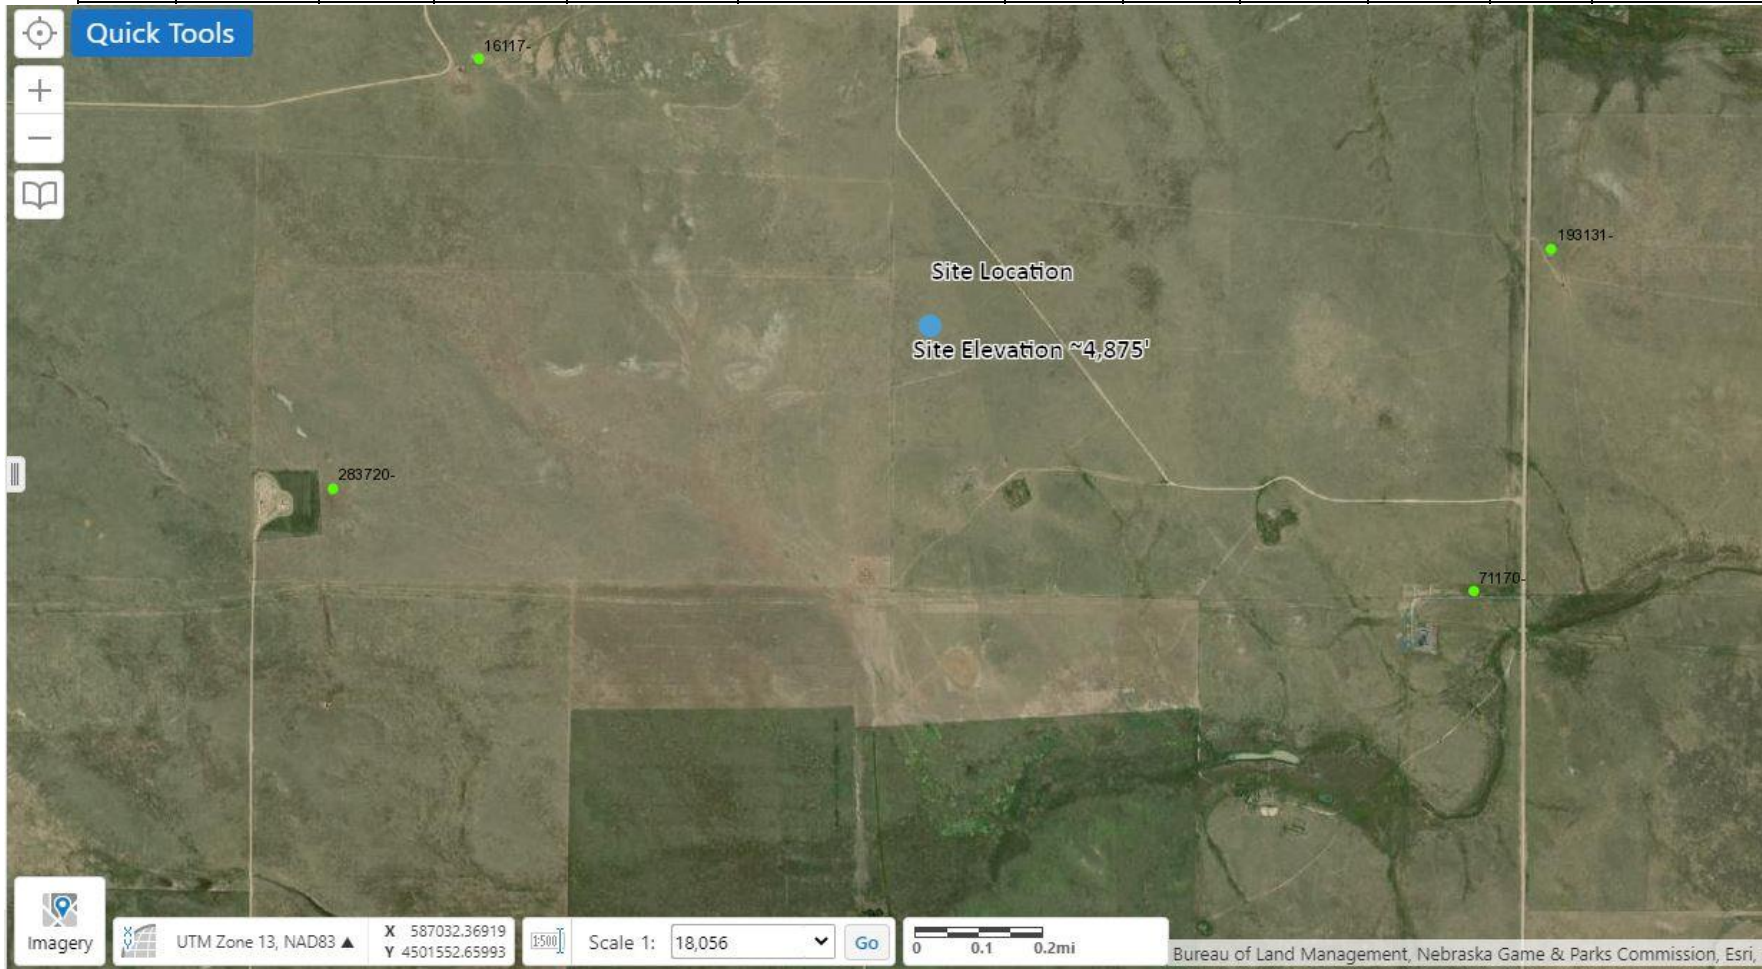 Quick Tools
16117-
193131-
Site Location
Site Elevation ~4,875'
283720-
71170-
Imagery
X
Y
UTM Zone 13, NAD83 ▲
X 587032.36919
Y 4501552.65993
1:500
Scale 1:
18,056
Go
0 0.1 0.2mi
Bureau of Land Management, Nebraska Game & Parks Commission, Esri,